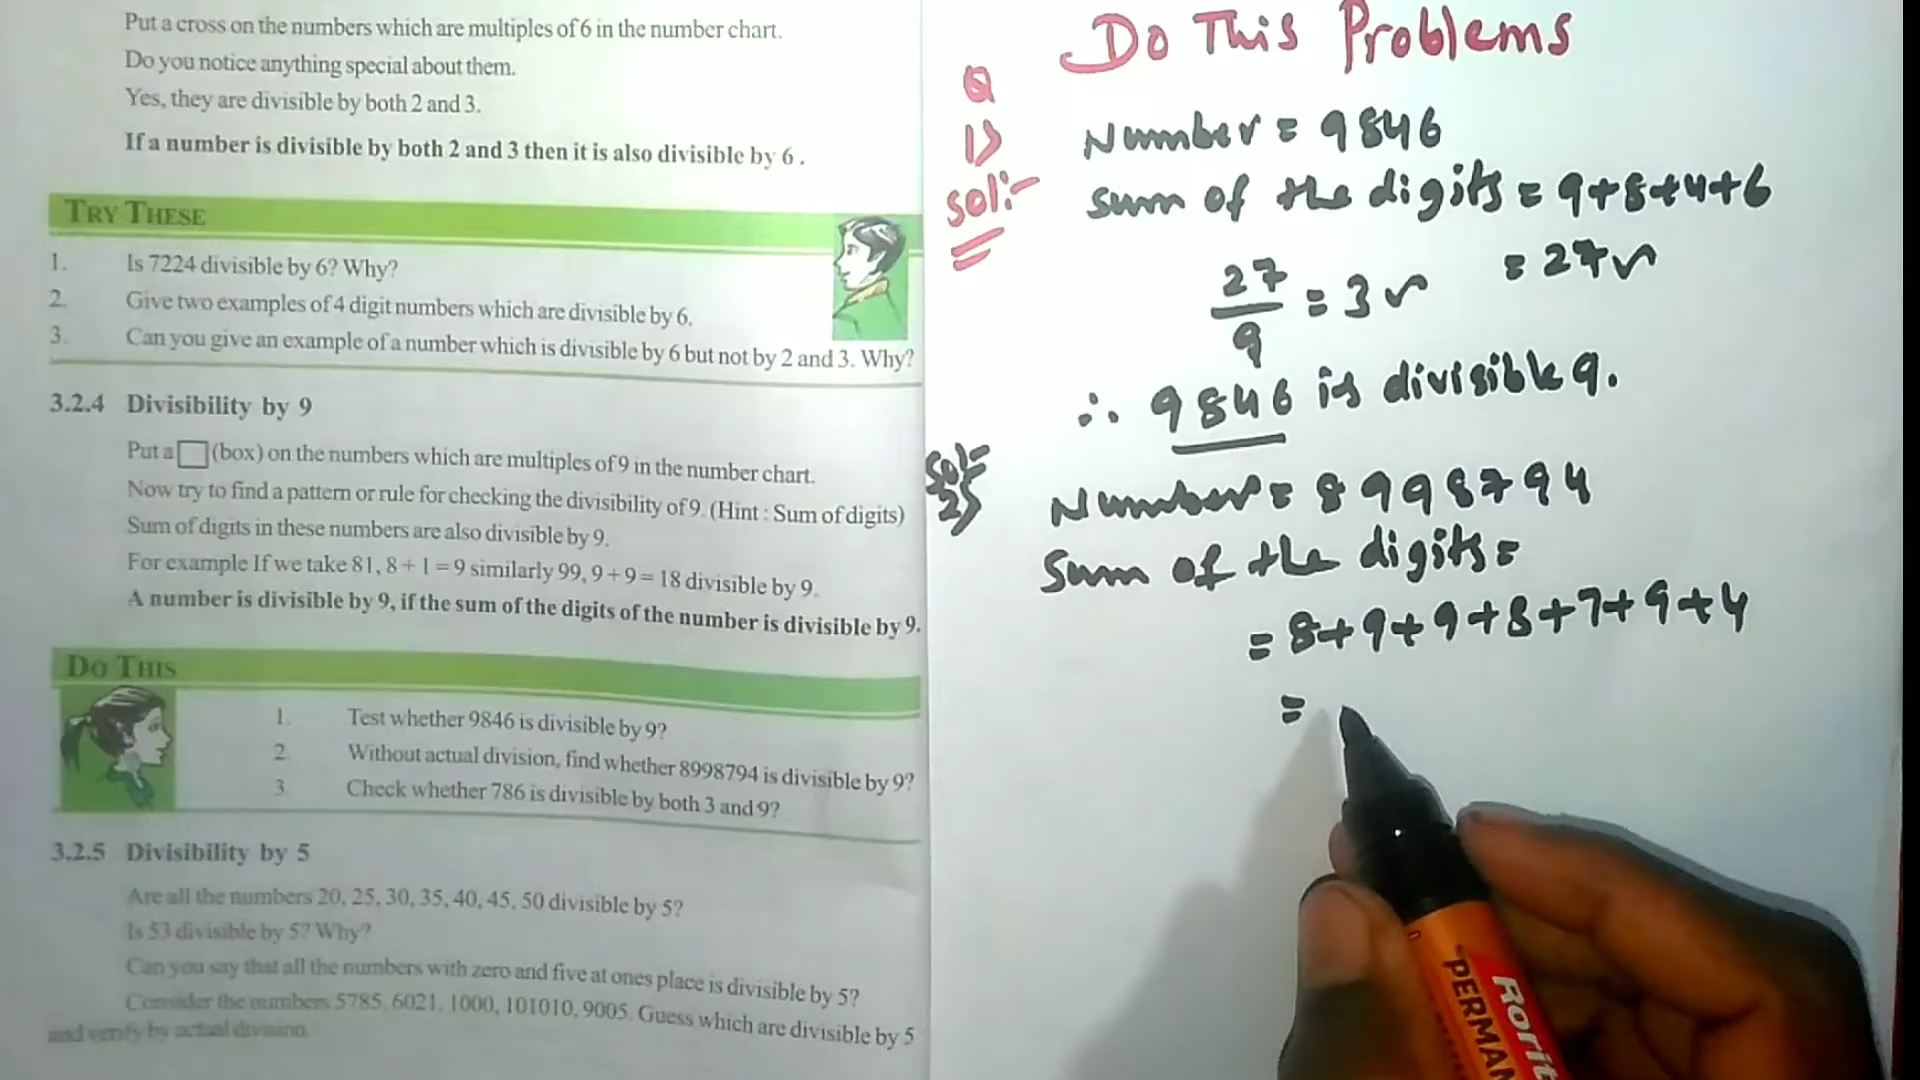 Put a cross on the numbers which are multiples of 6 in the number chart.
Do you notice anything special about them.
Yes, they are divisible by both 2 and 3.
If a number is divisible by both 2 and 3 then it is also divisible by 6 .
TRY THESE
1. Is 7224 divisible by 6? Why?
2. Give two examples of 4 digit numbers which are divisible by 6.
3. Can you give an example of a number which is divisible by 6 but not by 2 and 3. Why?
3.2.4 Divisibility by 9
Put a (box) on the numbers which are multiples of 9 in the number chart.
Now try to find a pattern or rule for checking the divisibility of 9. (Hint : Sum of digits)
Sum of digits in these numbers are also divisible by 9.
For example If we take 81, 8 + 1 = 9 similarly 99, 9 + 9 = 18 divisible by 9.
A number is divisible by 9, if the sum of the digits of the number is divisible by 9.
DO THIS
1. Test whether 9846 is divisible by 9?
2. Without actual division, find whether 8998794 is divisible by 9?
3. Check whether 786 is divisible by both 3 and 9?
3.2.5 Divisibility by 5
Are all the numbers 20, 25, 30, 35, 40, 45, 50 divisible by 5?
Is 53 divisible by 5? Why?
Can you say that all the numbers with zero and five at ones place is divisible by 5?
Consider the numbers 5785, 6021, 1000, 101010, 9005. Guess which are divisible by 5
and verify by actual division.
Do This Problems
Q
1) Number = 9846
Sol:- Sum of the digits = 9+8+4+6
= 27
27/9 = 3
∴ 9846 is divisible 9.
Sol:-
2) Number = 8998794
Sum of the digits =
= 8+9+9+8+7+9+4
=
Rorit
PERMAN